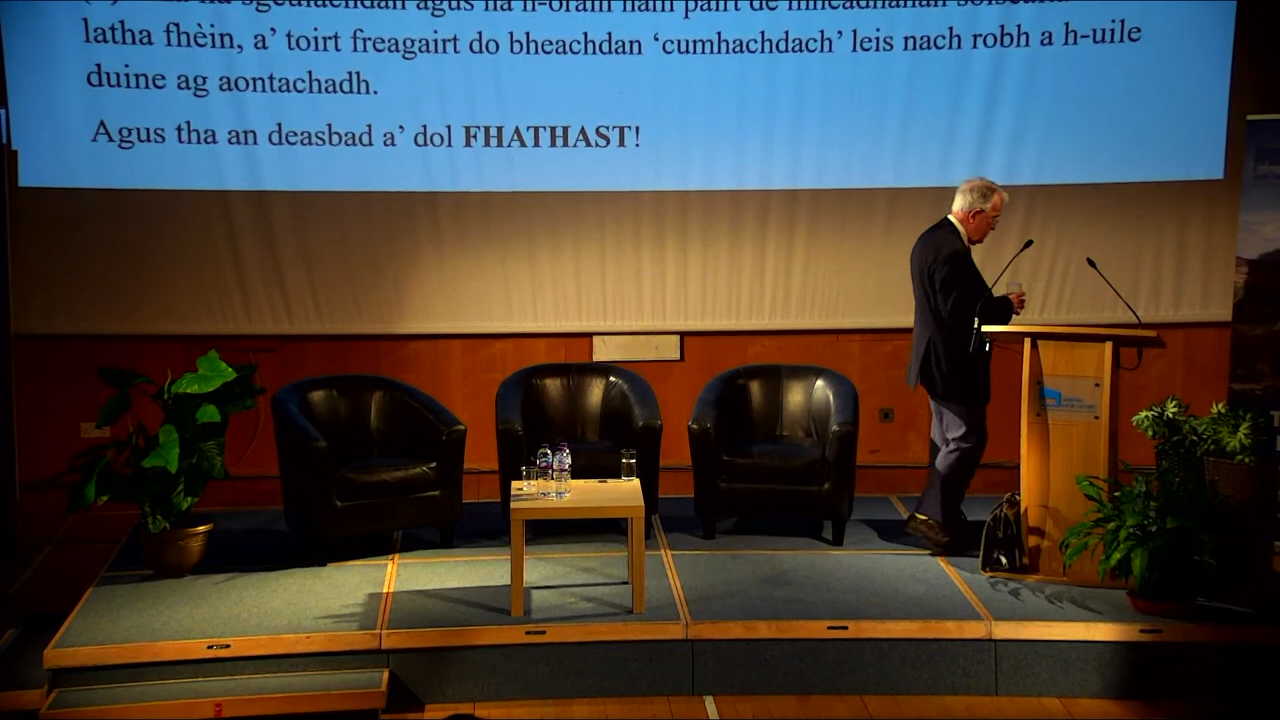 latha fhèin, a’ toirt freagairt do bheachdan ‘cumhachdach’ leis nach robh a h-uile
duine ag aontachadh.
Agus tha an deasbad a’ dol FHATHAST!